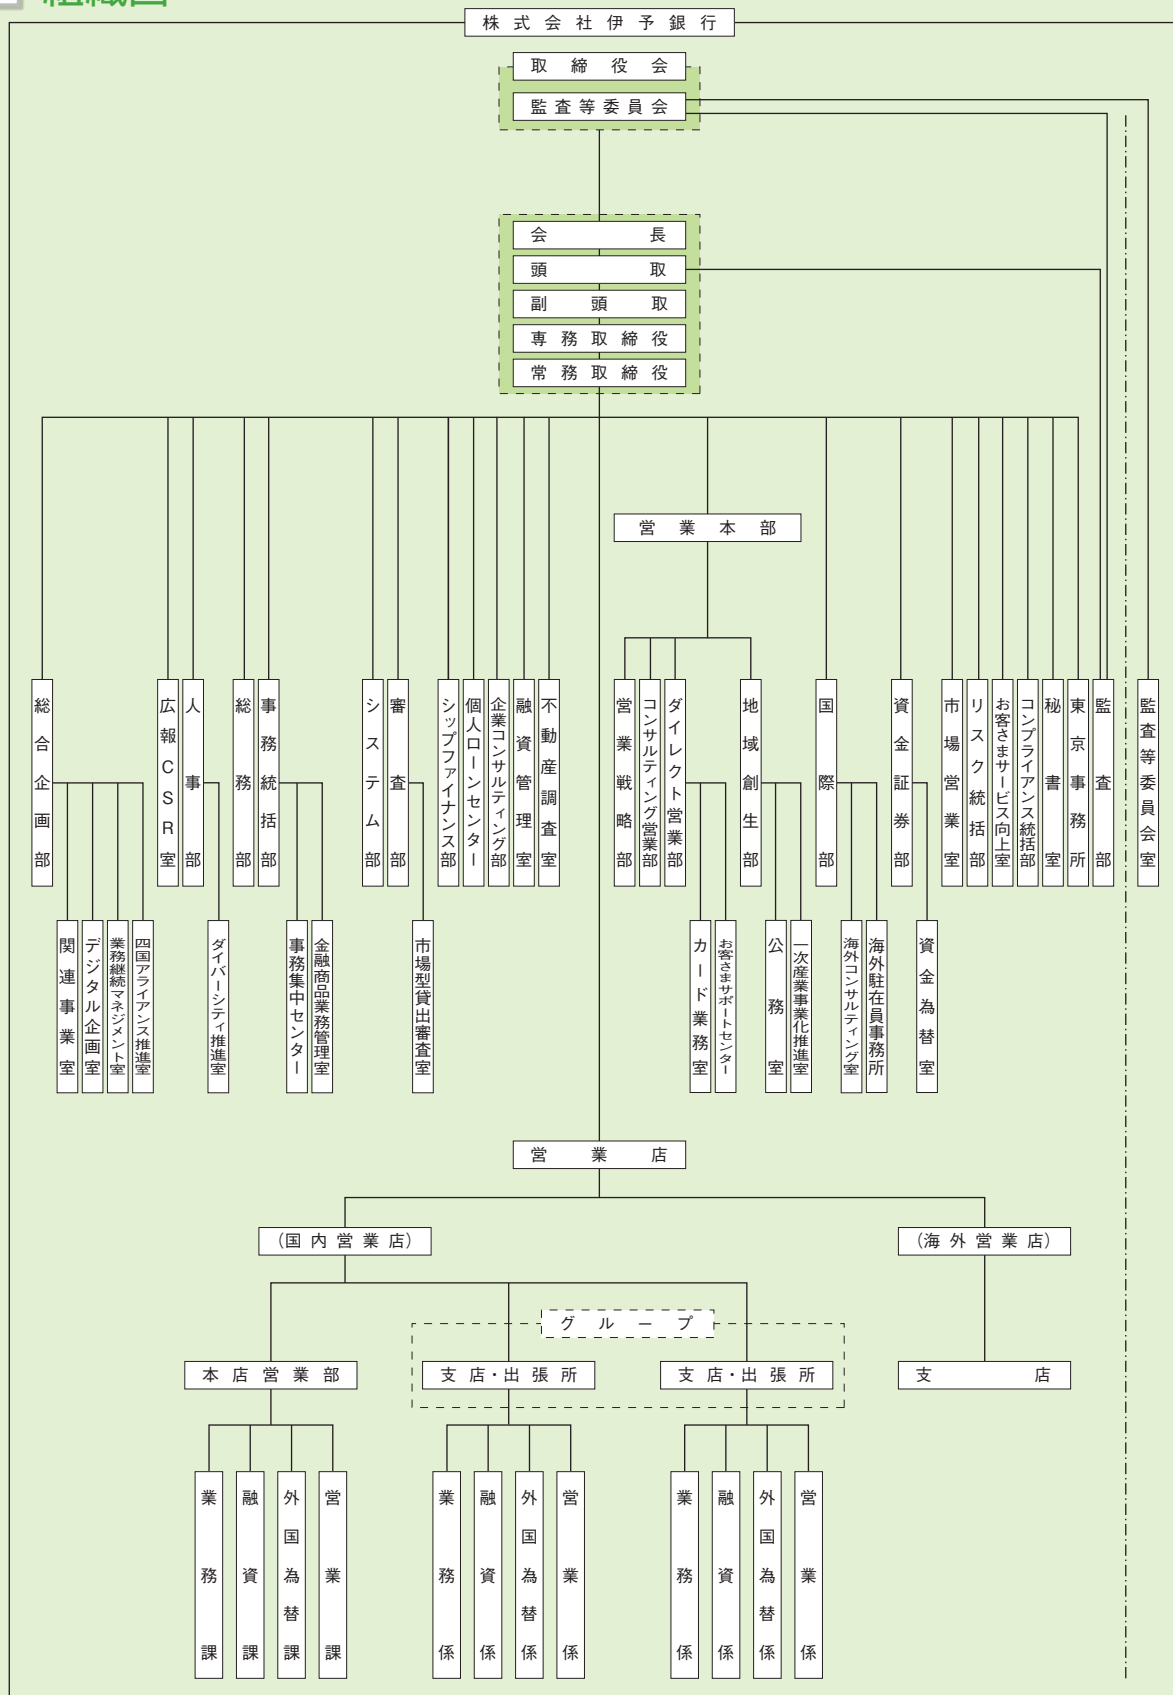 組織図
株式会社伊予銀行
取締役会
監査等委員会
会長
頭取
副頭取
専務取締役
常務取締役
営業本部
総合企画部
広報CSR室
人事部
総務部
事務統括部
システム部
審査部
シップファイナンス部
個人ローンセンター
企業コンサルティング部
融資管理室
不動産調査室
営業戦略部
コンサルティング営業部
ダイレクト営業部
地域創生部
国際部
資金証券部
市場営業室
リスク統括部
お客さまサービス向上室
コンプライアンス統括部
秘書室
東京事務所
監査部
監査等委員会室
関連事業室
デジタル企画室
業務継続マネジメント室
四国アライアンス推進室
ダイバーシティ推進室
事務集中センター
金融商品業務管理室
市場型貸出審査室
カード業務室
お客さまサポートセンター
公務室
一次産業事業化推進室
海外コンサルティング室
海外駐在員事務所
資金為替室
営業店
(国内営業店)
(海外営業店)
グループ
本店営業部
支店・出張所
支店・出張所
支店
業務課
融資課
外国為替課
営業課
業務係
融資係
外国為替係
営業係
業務係
融資係
外国為替係
営業係